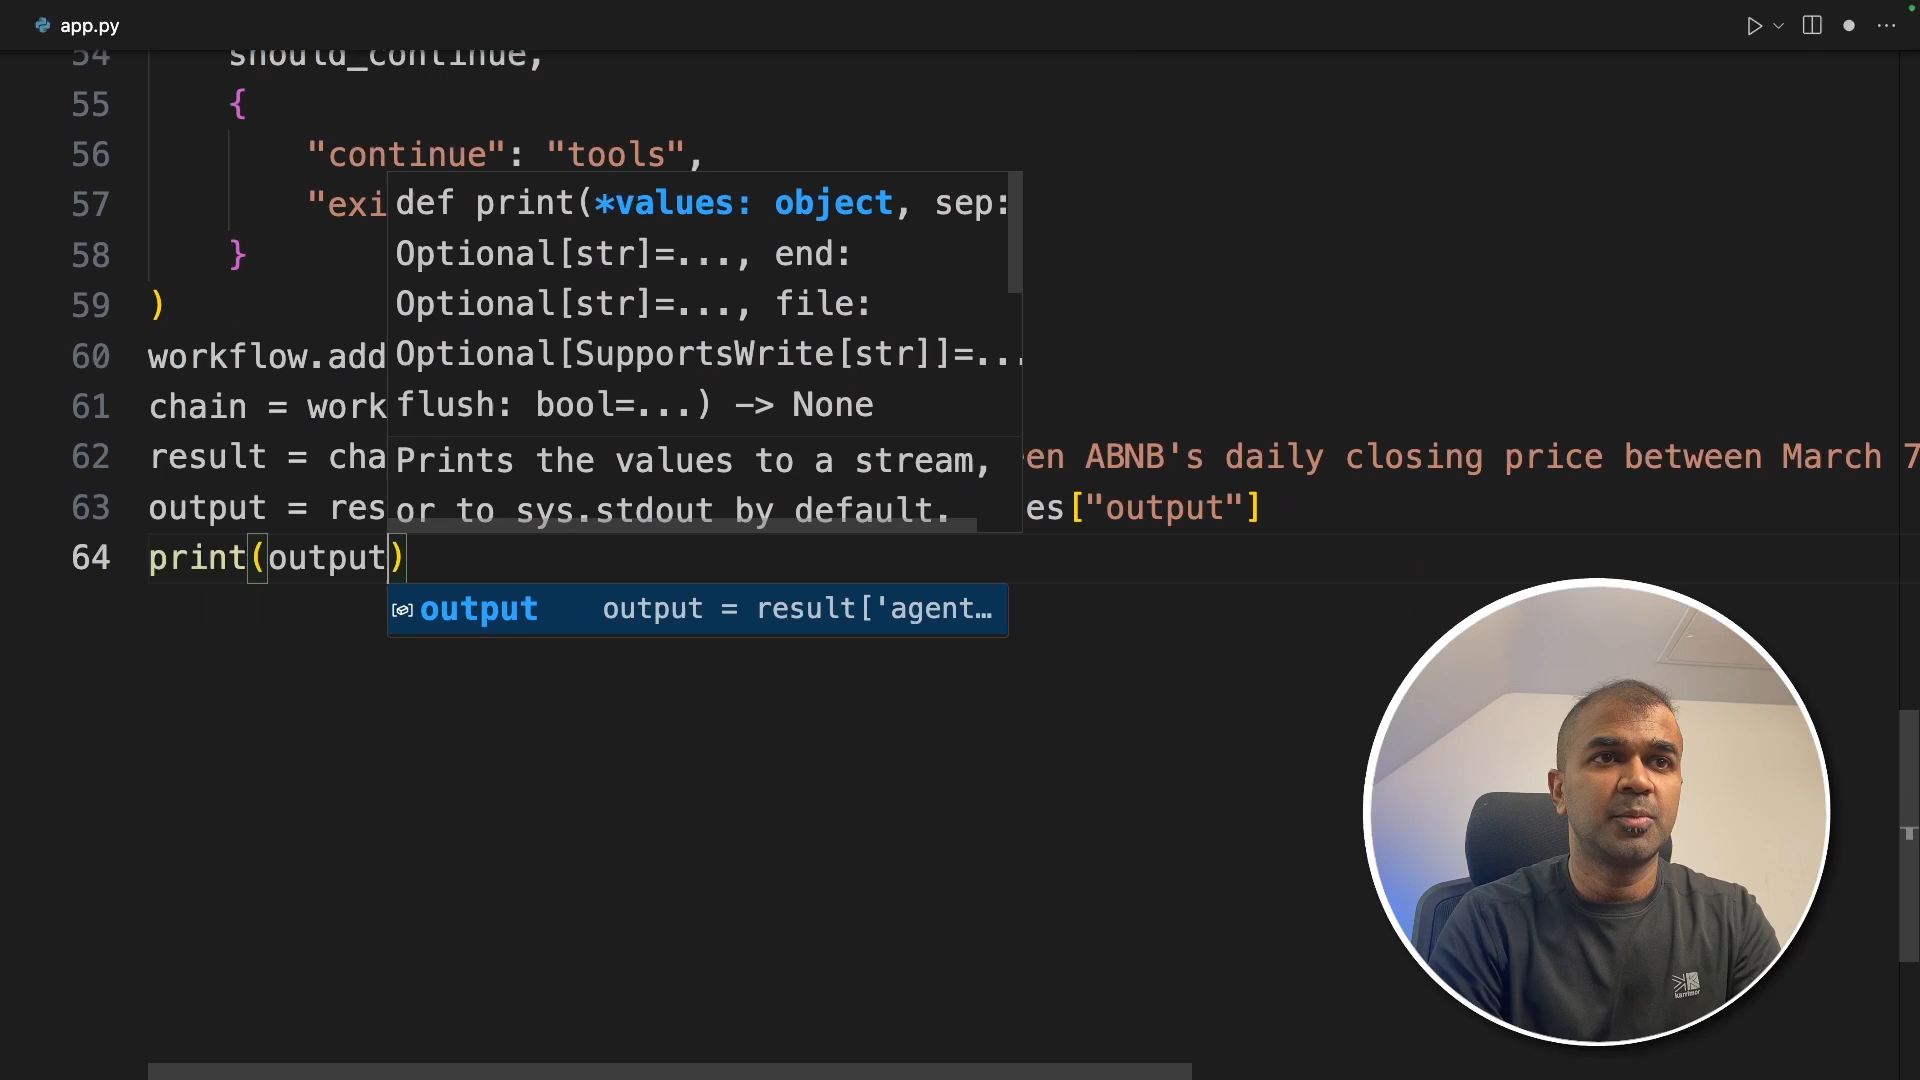 app.py
54 should_continue,
55 {
56 "continue": "tools",
57 "exi
58 }
59 )
60 workflow.add
61 chain = work
62 result = cha en ABNB's daily closing price between March 7
63 output = res es["output"]
64 print(output)
def print(*values: object, sep:
Optional[str]=..., end:
Optional[str]=..., file:
Optional[SupportsWrite[str]]=...
flush: bool=...) -> None
Prints the values to a stream,
or to sys.stdout by default.
output output = result['agent…
karrimor